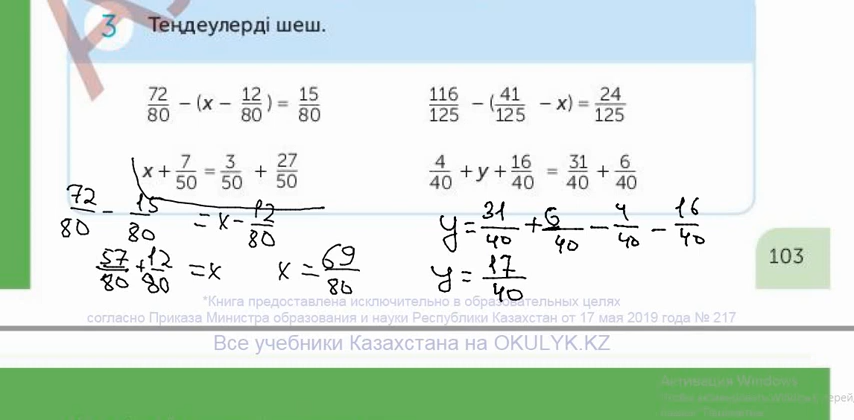 3 Теңдеулерді шеш.
72/80 − (x − 12/80) = 15/80 116/125 − (41/125 − x) = 24/125
x + 7/50 = 3/50 + 27/50 4/40 + y + 16/40 = 31/40 + 6/40
72/80 − 15/80 = x − 12/80 y = 31/40 + 6/40 − 4/40 − 16/40
57/80 + 12/80 = x x = 69/80 y = 17/40
103
*Книга предоставлена исключительно в образовательных целях
согласно Приказа Министра образования и науки Республики Казахстан от 17 мая 2019 года № 217
Все учебники Казахстана на OKULYK.KZ
Активация Windows